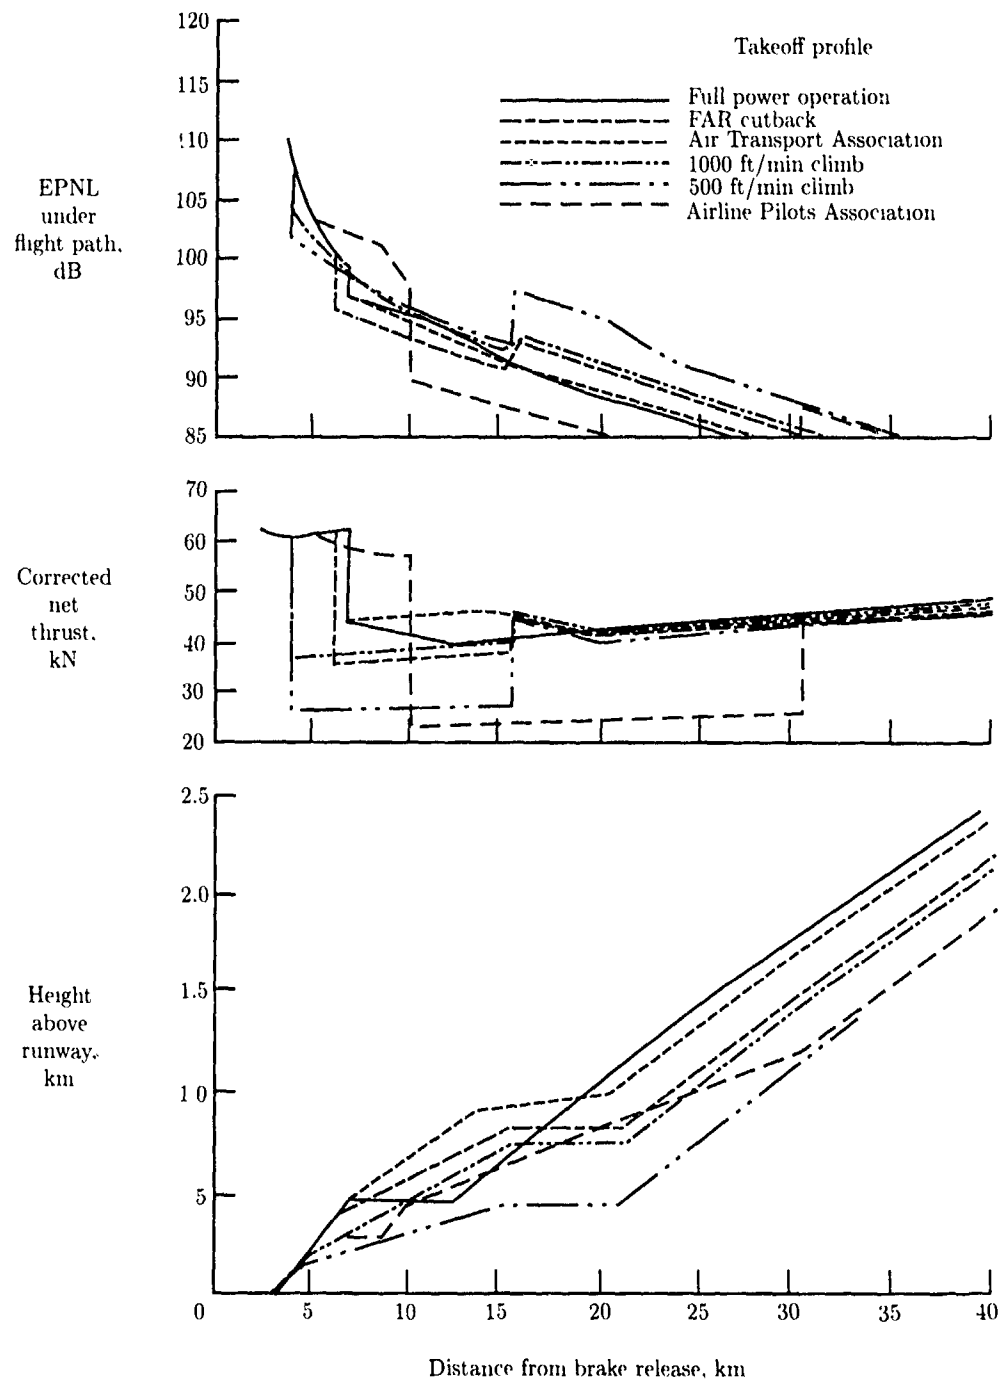 Takeoff profile
Full power operation
FAR cutback
Air Transport Association
1000 ft/min climb
500 ft/min climb
Airline Pilots Association
EPNL
under
flight path,
dB
120
115
110
105
100
95
90
85
Corrected
net
thrust,
kN
70
60
50
40
30
20
Height
above
runway,
km
2.5
2.0
1.5
1 0
5
0
5
10
15
20
25
30
35
40
Distance from brake release, km